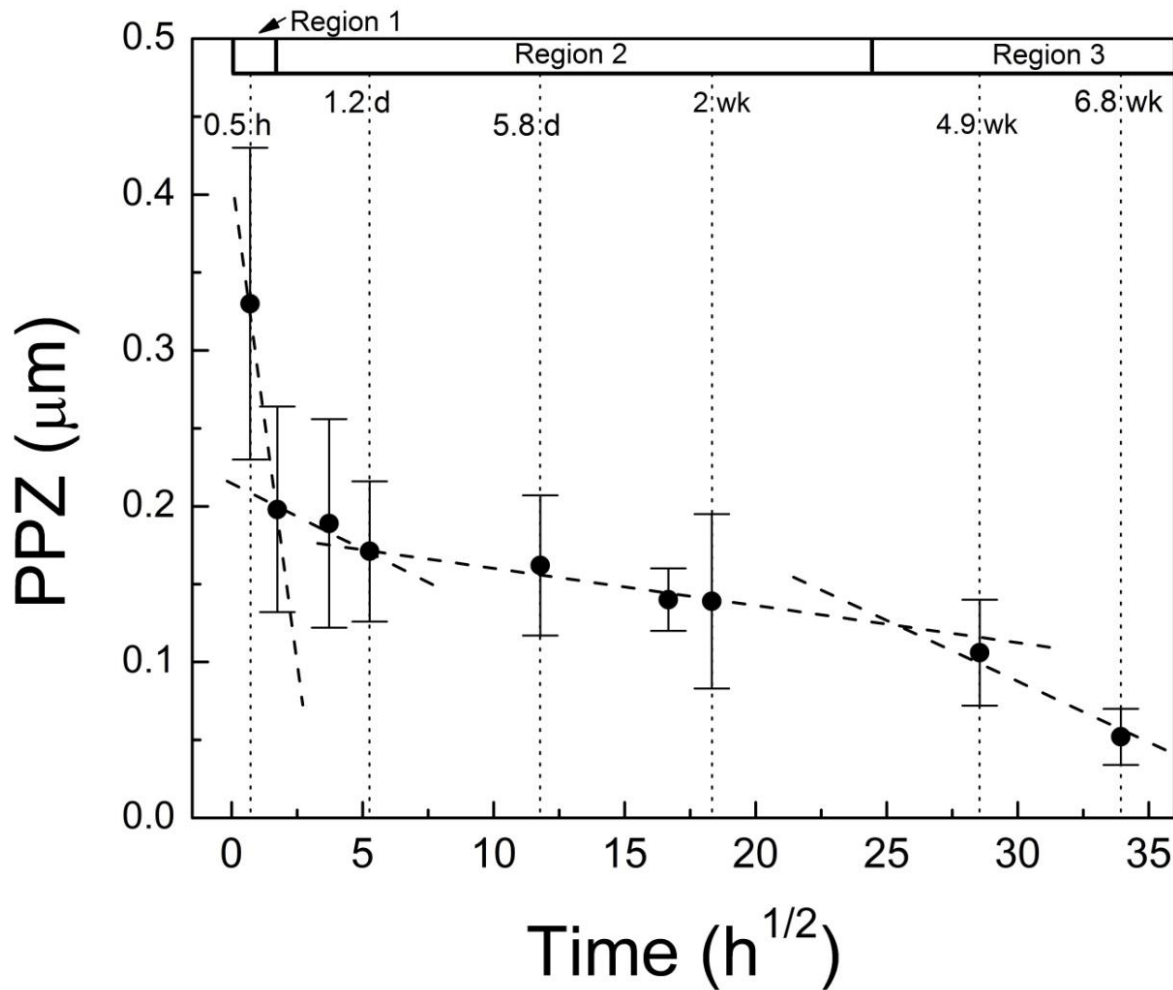 Region 1
0.5
Region 2
Region 3
1.2 d
2 wk
6.8 wk
0.5 h
5.8 d
4.9 wk
0.4
0.3
0.2
0.1
0.0
PPZ (μm)
0 5 10 15 20 25 30 35
Time (h^1/2)